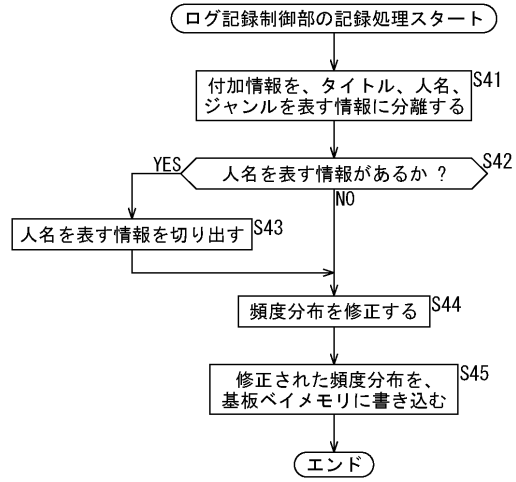 ログ記録制御部の記録処理スタート
付加情報を、タイトル、人名、
ジャンルを表す情報に分離する
S41
人名を表す情報があるか ?
S42
YES
NO
人名を表す情報を切り出す
S43
頻度分布を修正する
S44
修正された頻度分布を、
基板ベイメモリに書き込む
S45
エンド